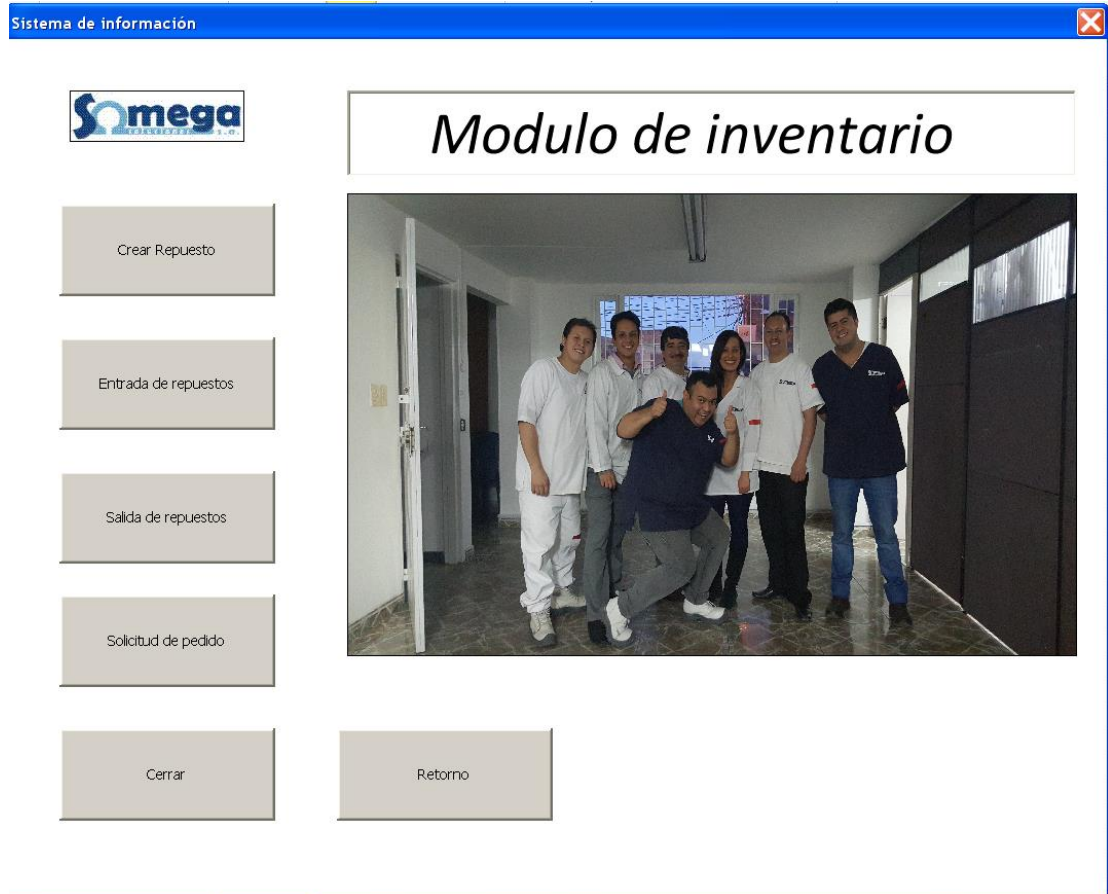 Sistema de información
Somega
soluciones s.a.
Modulo de inventario
Crear Repuesto
Entrada de repuestos
Salida de repuestos
Solicitud de pedido
Cerrar
Retorno